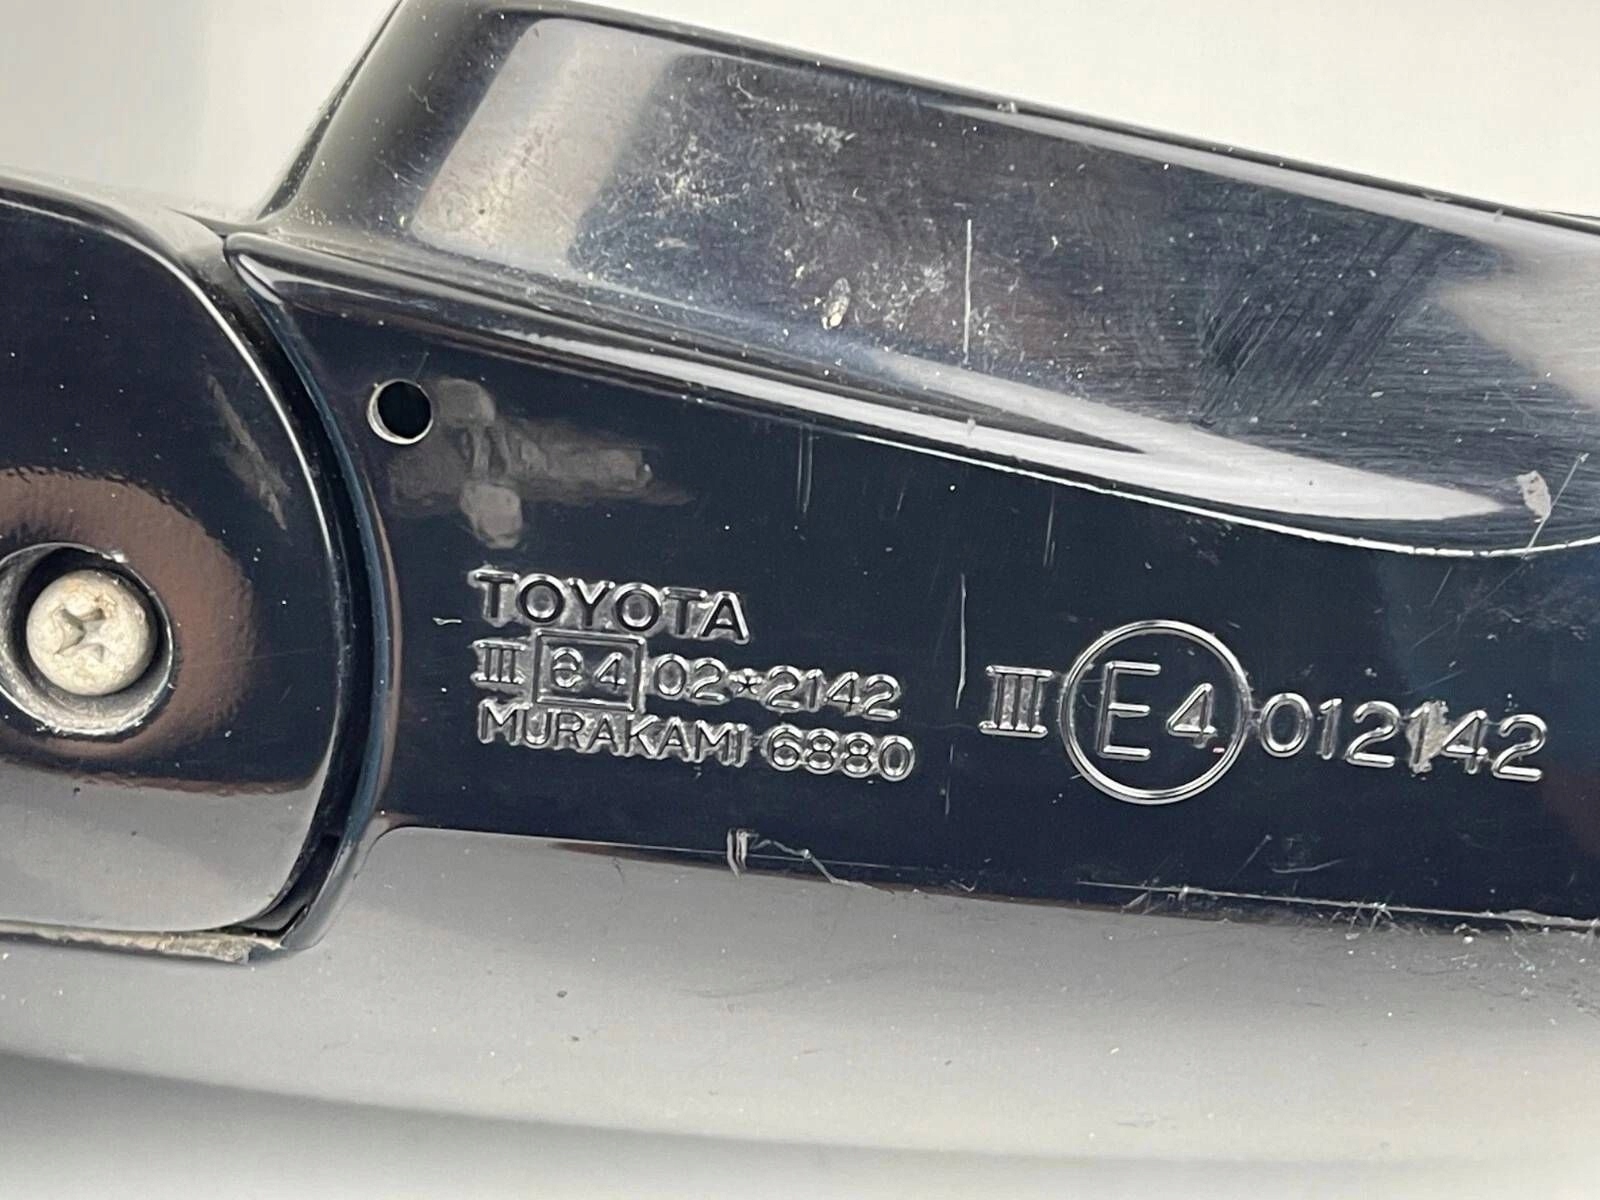 TOYOTA
III e4 02*2142
MURAKAMI 6880
III E4 012142